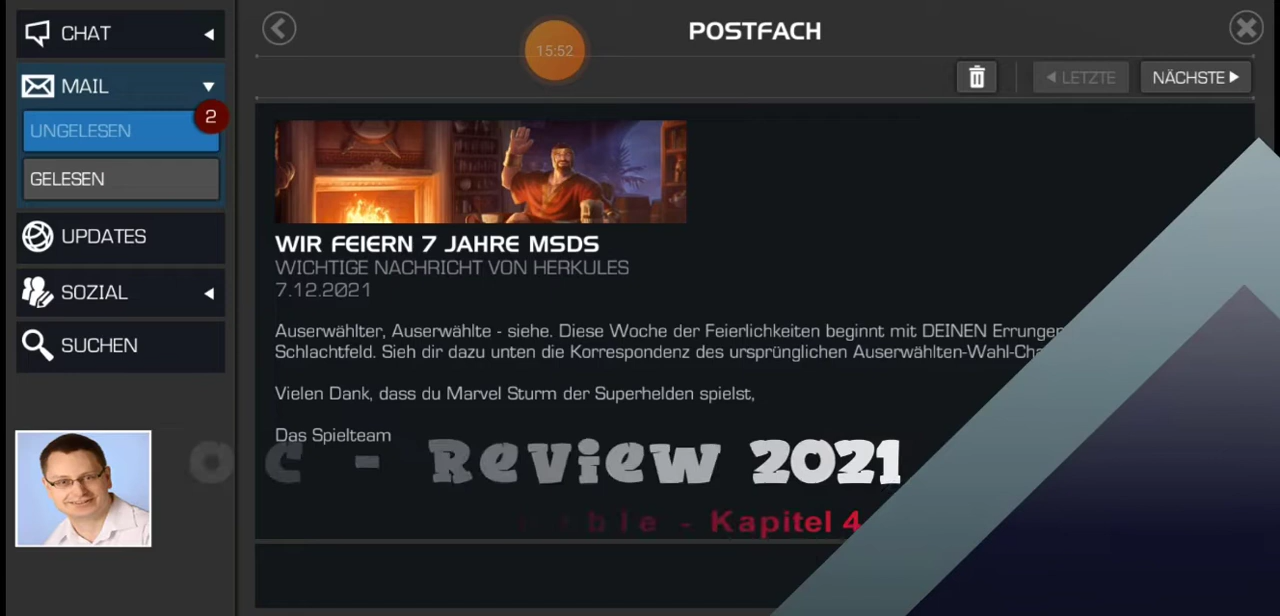 CHAT
MAIL
UNGELESEN
2
GELESEN
UPDATES
SOZIAL
SUCHEN
15:52
POSTFACH
LETZTE
NÄCHSTE
WIR FEIERN 7 JAHRE MSDS
WICHTIGE NACHRICHT VON HERKULES
7.12.2021
Auserwählter, Auserwählte - siehe. Diese Woche der Feierlichkeiten beginnt mit DEINEN
Schlachtfeld. Sieh dir dazu unten die Korrespondenz des ursprünglichen Auserwählten-Wahl-
Vielen Dank, dass du Marvel Sturm der Superhelden spielst,
Das Spielteam
- Review 2021
- Kapitel 4